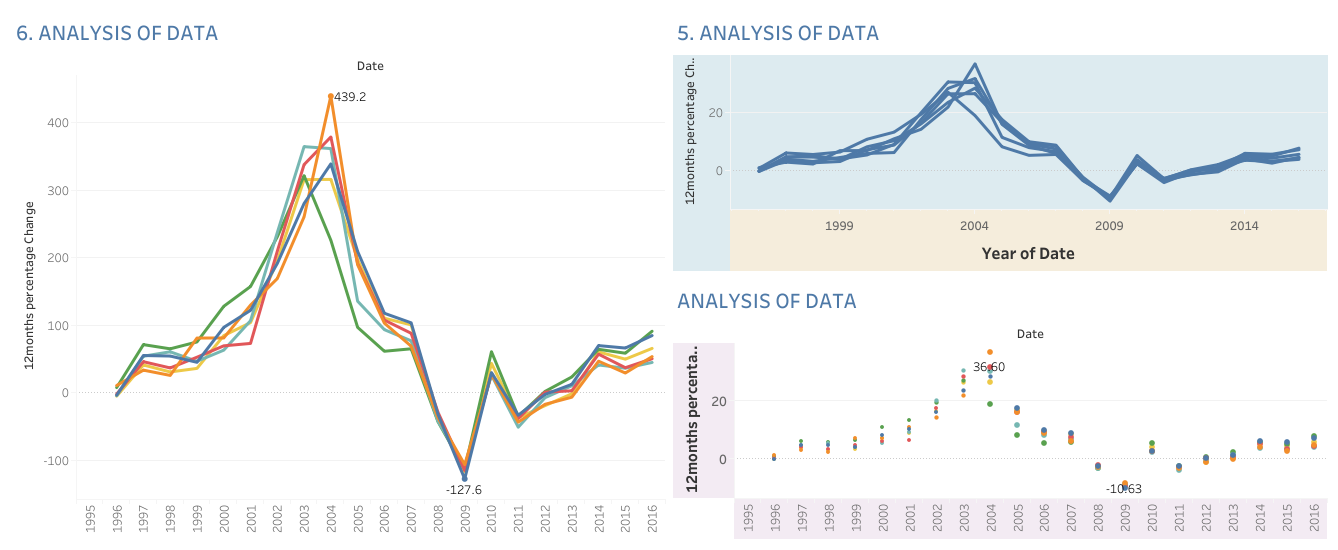 6. ANALYSIS OF DATA
Date
12months percentage Change
400
300
200
100
0
-100
439.2
-127.6
1995 1996 1997 1998 1999 2000 2001 2002 2003 2004 2005 2006 2007 2008 2009 2010 2011 2012 2013 2014 2015 2016
5. ANALYSIS OF DATA
12months percentage Ch..
20
0
1999 2004 2009 2014
Year of Date
ANALYSIS OF DATA
Date
12months percenta..
20
0
36.60
-10.63
1995 1996 1997 1998 1999 2000 2001 2002 2003 2004 2005 2006 2007 2008 2009 2010 2011 2012 2013 2014 2015 2016